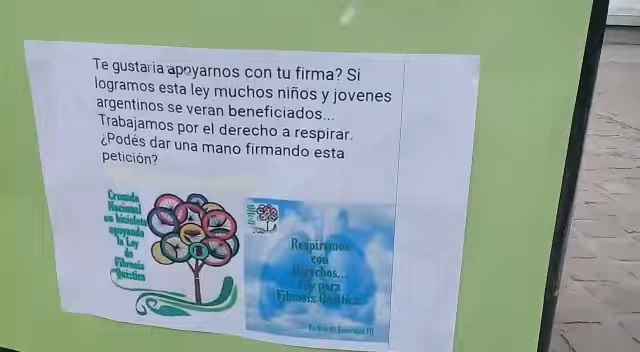 Te gustaria apoyarnos con tu firma? Si
logramos esta ley muchos niños y jovenes
argentinos se veran beneficiados...
Trabajamos por el derecho a respirar.
¿Podés dar una mano firmando esta
petición?
Cruzada
Nacional
en bicicleta
apoyando
la Ley
de
Fibrosis
Quística
Respiremos
con
Derechos...
Ley para
Fibrosis Quística